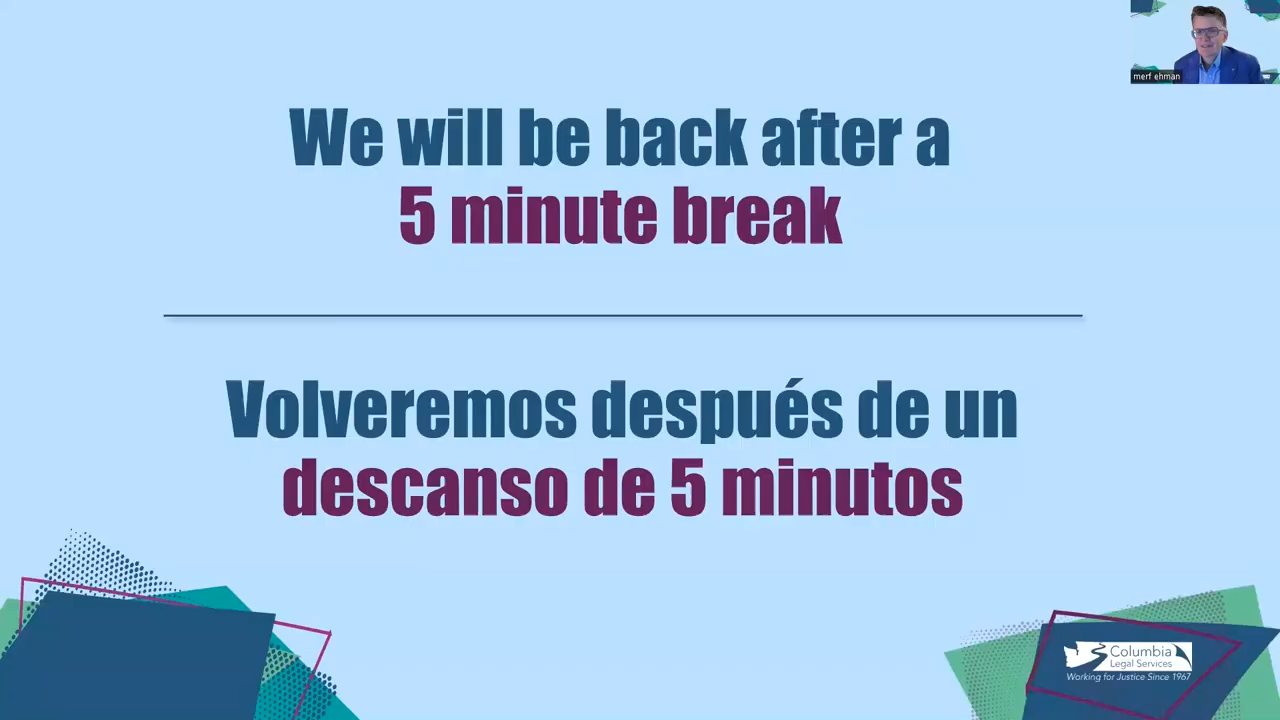 merf ehman
We will be back after a
5 minute break
Volveremos después de un
descanso de 5 minutos
Columbia
Legal Services
Working for Justice Since 1967